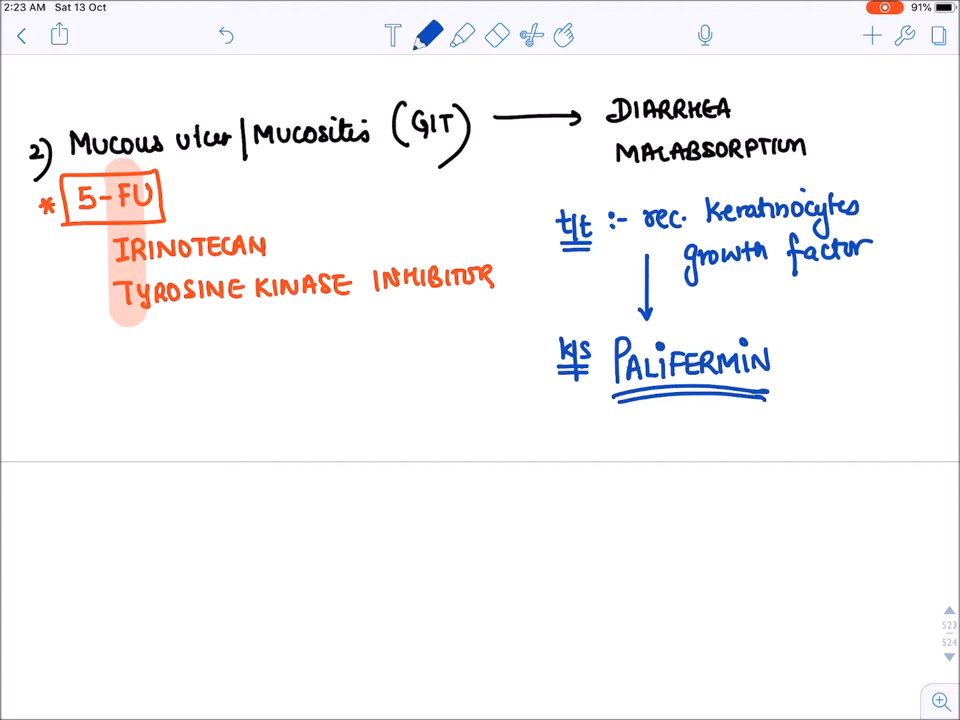 2:23 AM Sat 13 Oct
91%
T
2) Mucous ulcer/Mucositis (GIT) → DIARRHEA
MALABSORPTIUM
* 5-FU
IRINOTECAN
TYROSINE KINASE INHIBITOR
t/t :- rec. Keratinocytes
growth factor
k/s PALIFERMIN
523
524